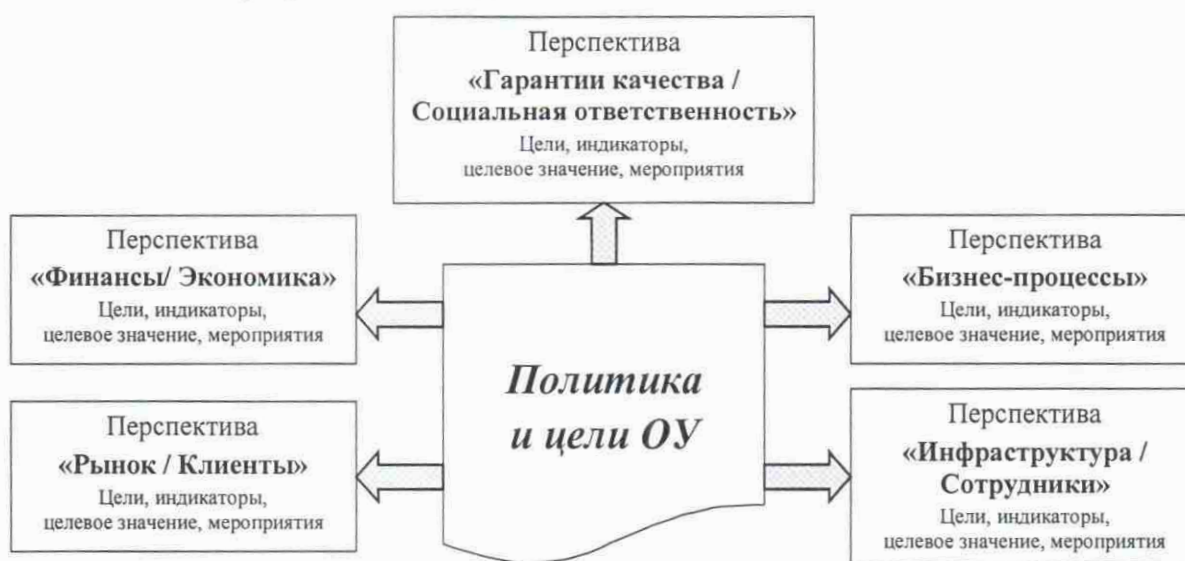 Перспектива
«Гарантии качества /
Социальная ответственность»
Цели, индикаторы,
целевое значение, мероприятия
Перспектива
«Финансы/ Экономика»
Цели, индикаторы,
целевое значение, мероприятия
Перспектива
«Бизнес-процессы»
Цели, индикаторы,
целевое значение, мероприятия
Политика
и цели ОУ
Перспектива
«Рынок / Клиенты»
Цели, индикаторы,
целевое значение, мероприятия
Перспектива
«Инфраструктура /
Сотрудники»
Цели, индикаторы,
целевое значение, мероприятия